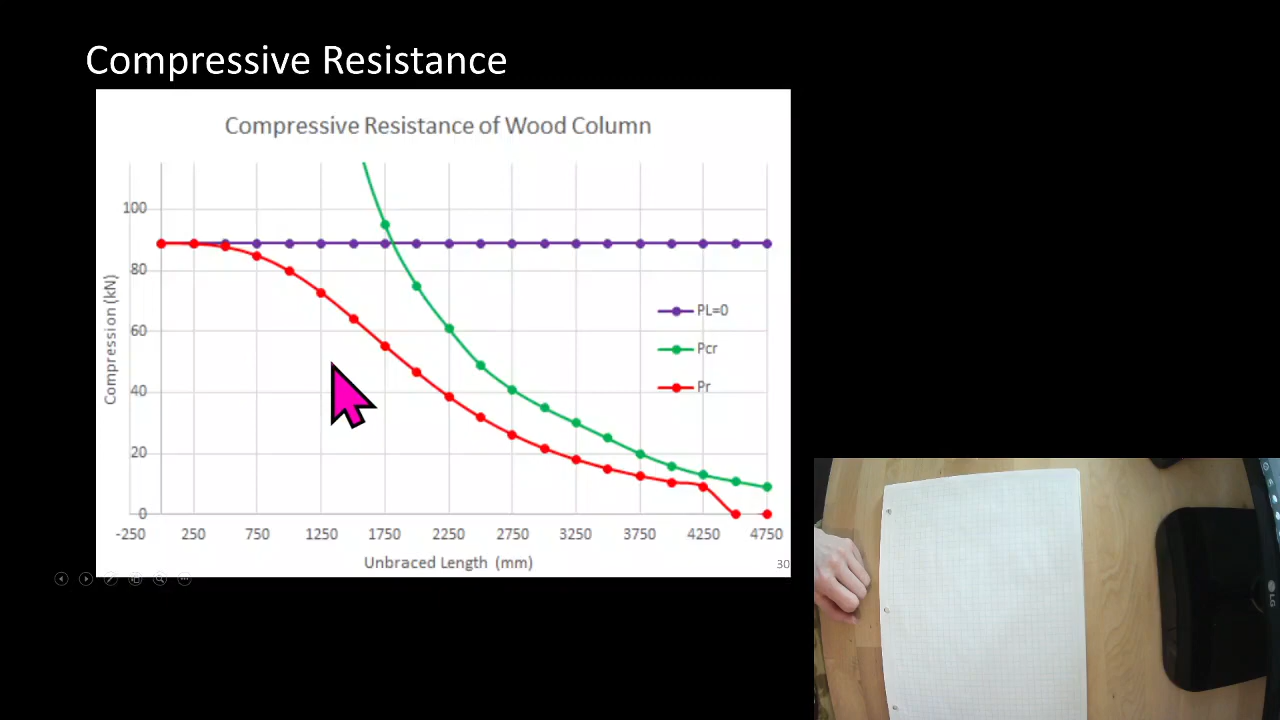 Compressive Resistance
Compressive Resistance of Wood Column
100
80
60
40
20
0
Compression (kN)
PL=0
Pcr
Pr
-250 250 750 1250 1750 2250 2750 3250 3750 4250 4750
Unbraced Length (mm)
30
LG